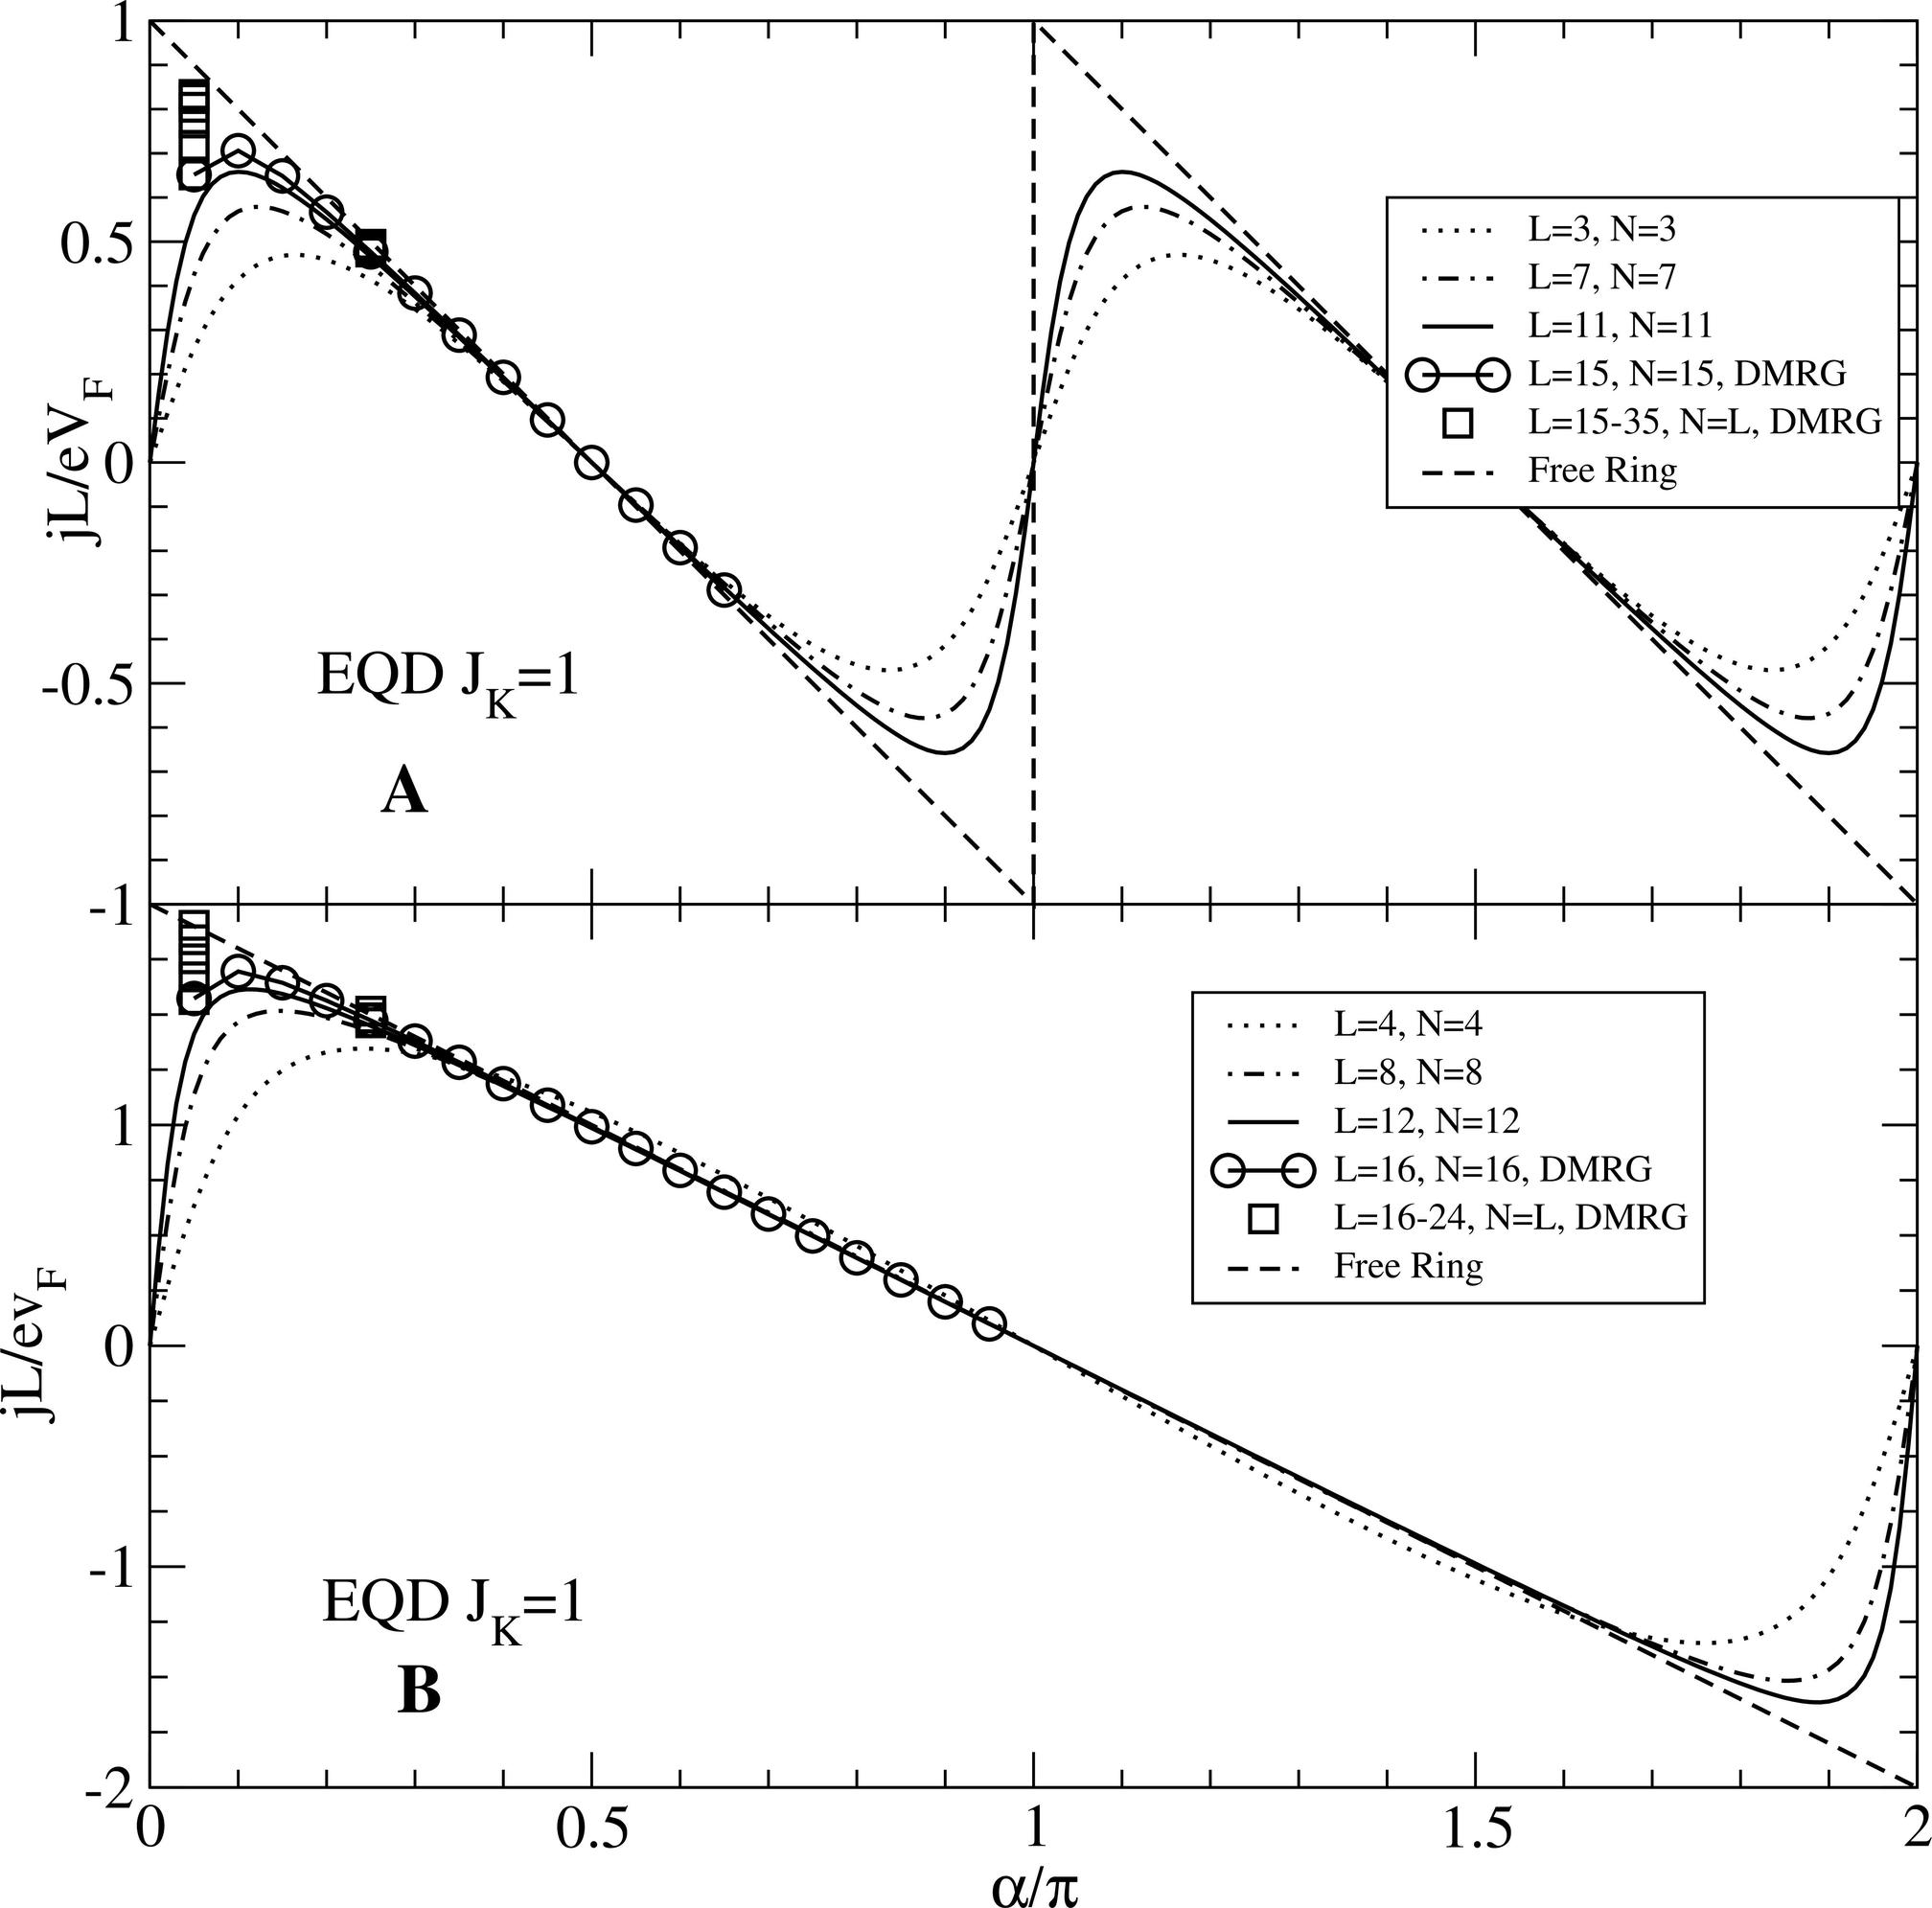 1
0.5
0
-0.5
-1
jL/eV_F
L=3, N=3
L=7, N=7
L=11, N=11
L=15, N=15, DMRG
L=15-35, N=L, DMRG
Free Ring
EQD J_K=1
A
1
0
-1
-2
jL/ev_F
L=4, N=4
L=8, N=8
L=12, N=12
L=16, N=16, DMRG
L=16-24, N=L, DMRG
Free Ring
EQD J_K=1
B
0 0.5 1 1.5 2
α/π